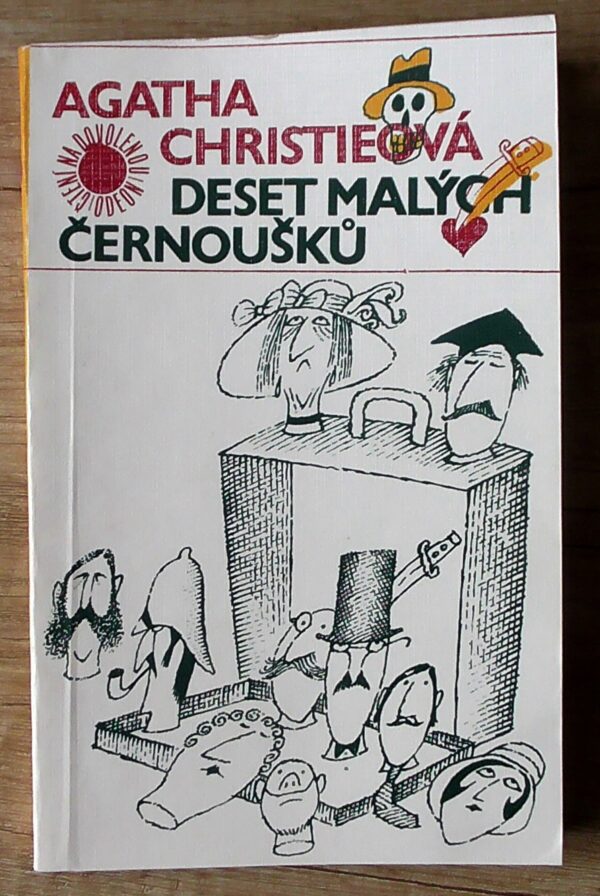 AGATHA
CHRISTIEOVÁ
ČTENÍ NA DOVOLENOU ODEON
DESET MALÝCH
ČERNOUŠKŮ